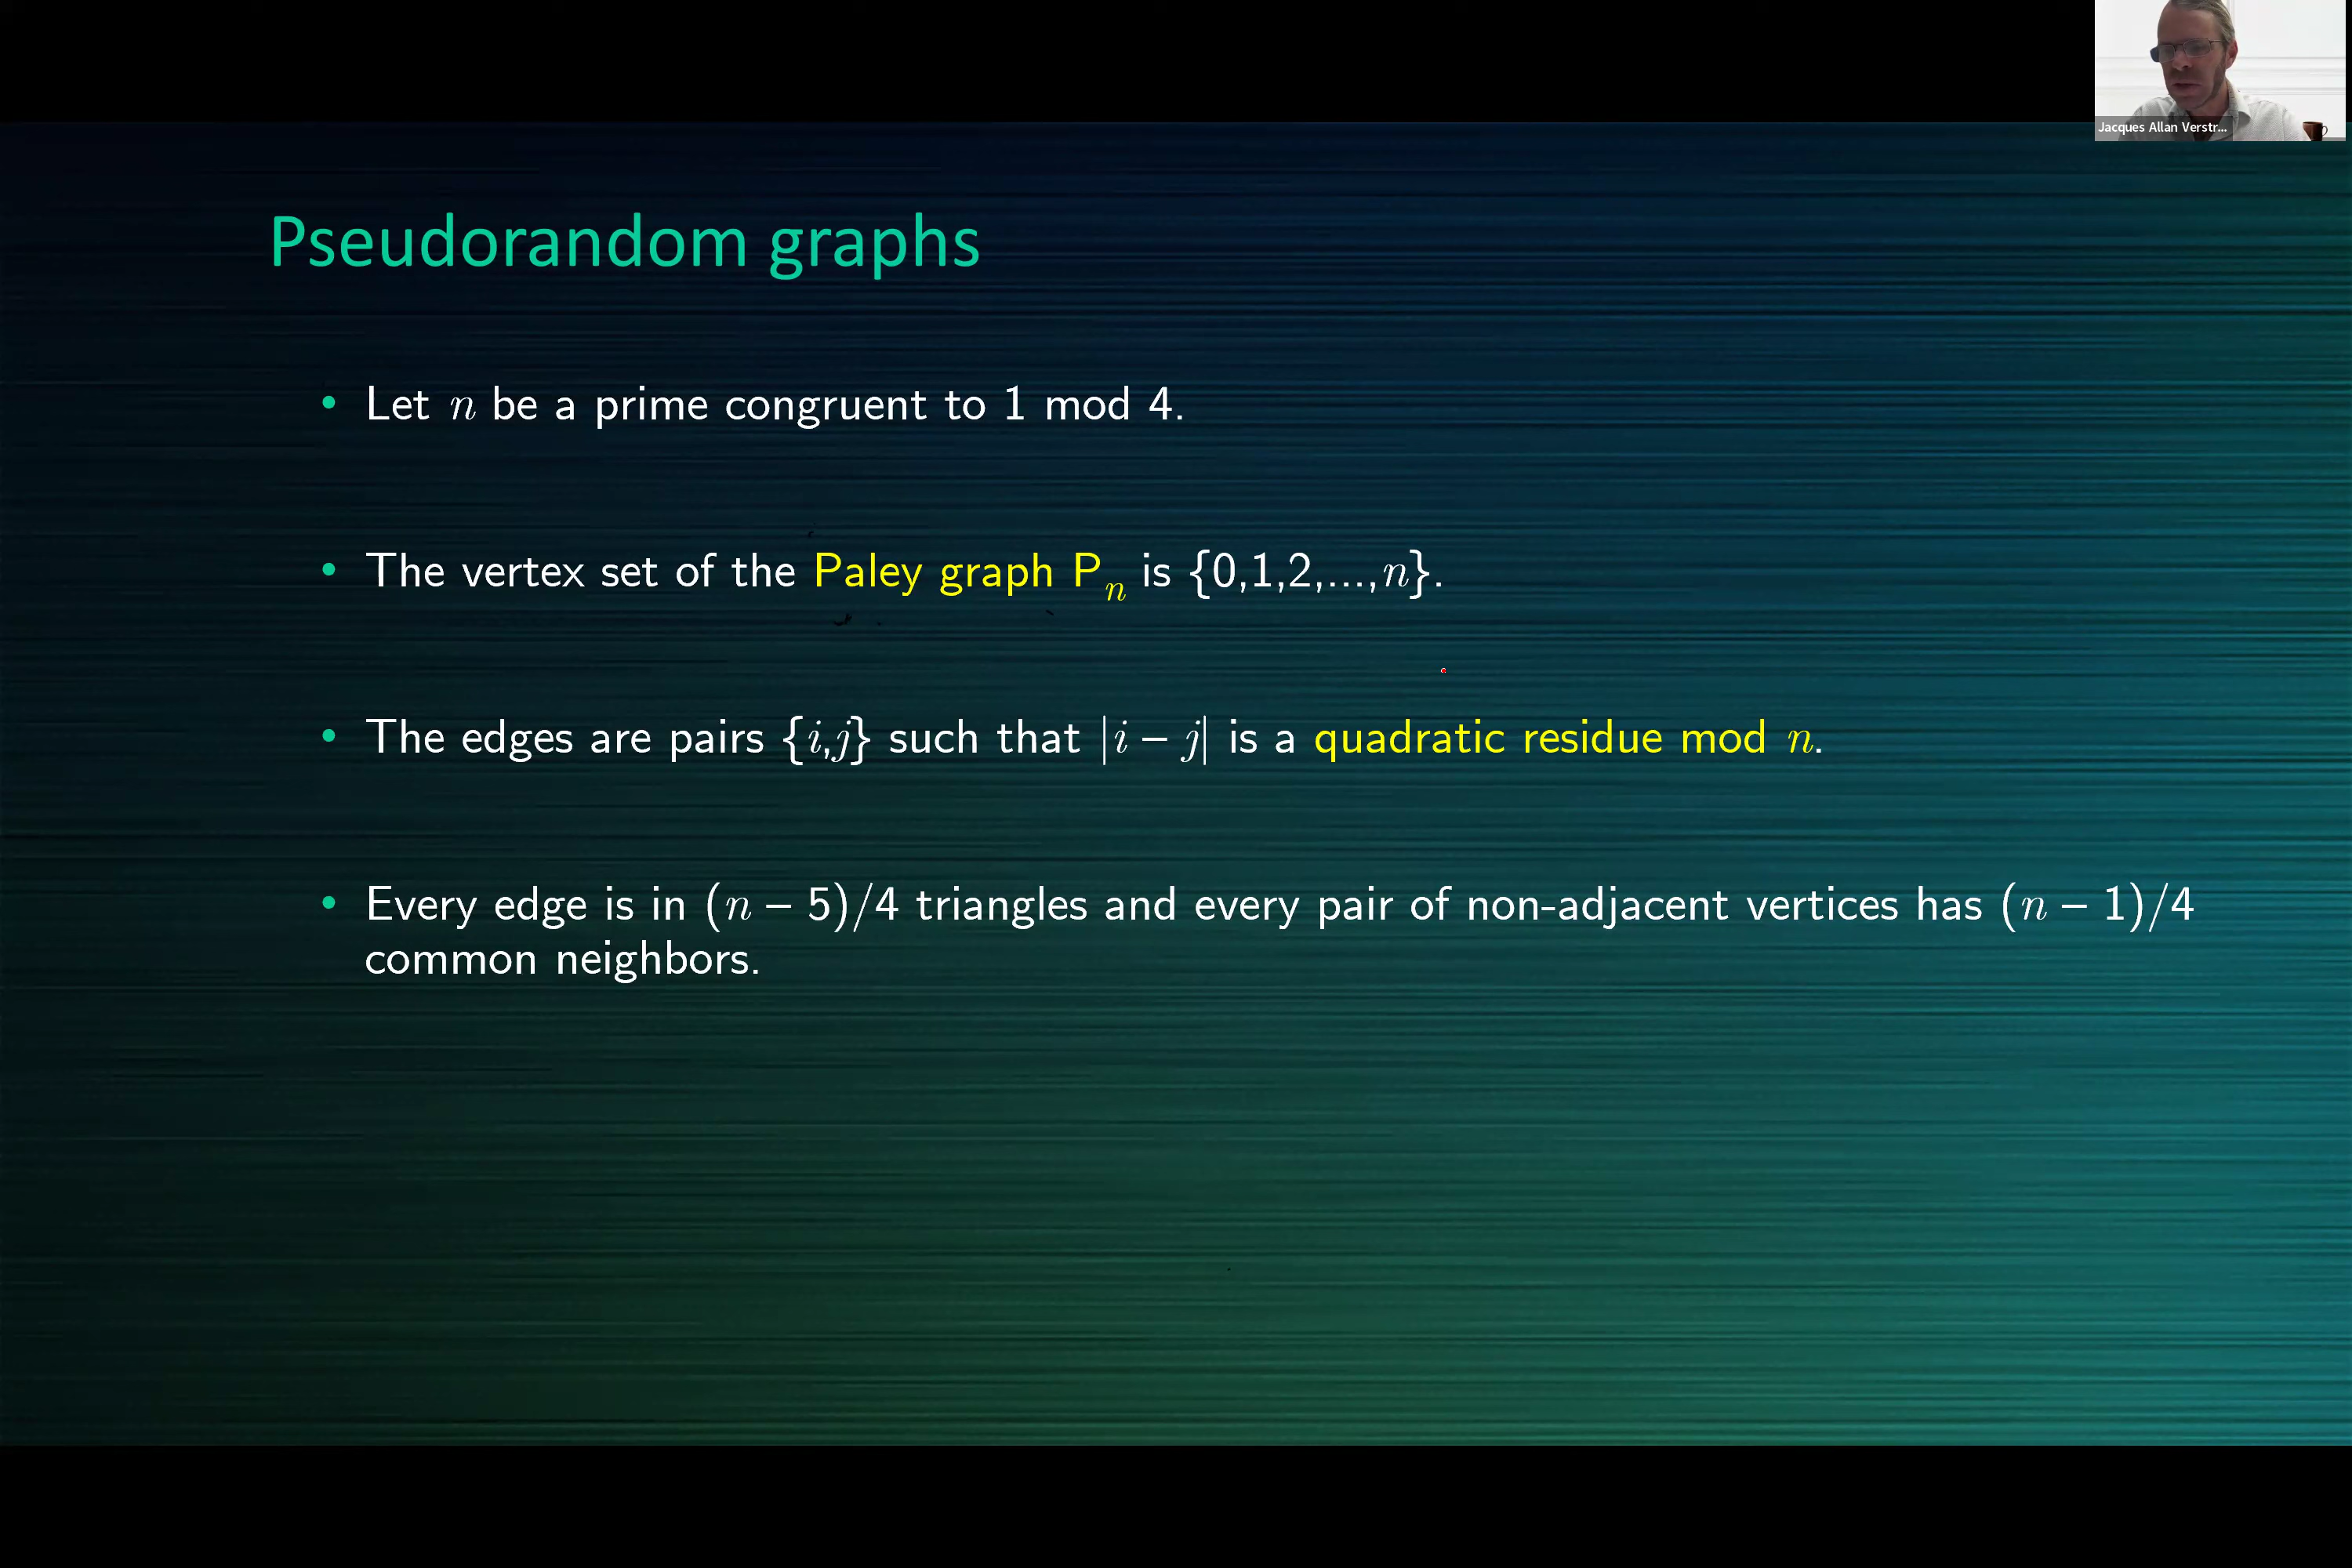 Jacques Allan Verstr...
Pseudorandom graphs
• Let n be a prime congruent to 1 mod 4.
• The vertex set of the Paley graph Pₙ is {0,1,2,...,n}.
• The edges are pairs {i,j} such that |i – j| is a quadratic residue mod n.
• Every edge is in (n – 5)/4 triangles and every pair of non-adjacent vertices has (n – 1)/4
common neighbors.